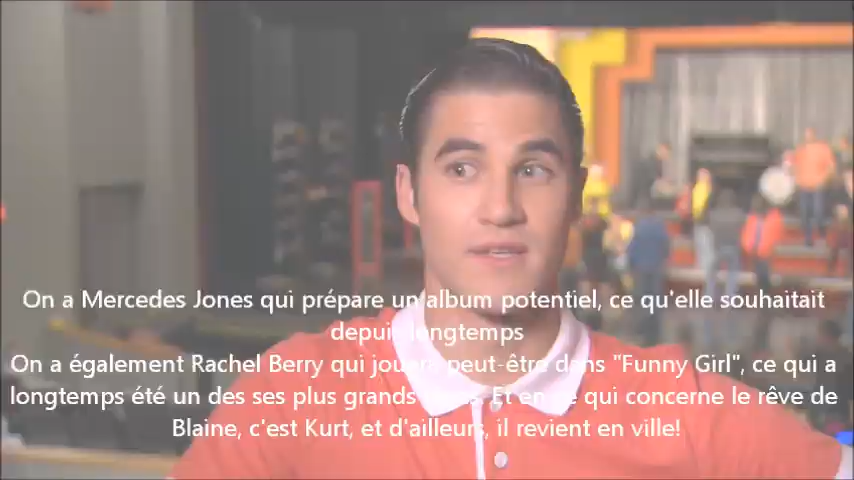 On a Mercedes Jones qui prépare un album potentiel, ce qu'elle souhaitait
depuis longtemps
On a également Rachel Berry qui jouera peut-être dans "Funny Girl", ce qui a
longtemps été un des ses plus grands Et en ce qui concerne le rêve de
Blaine, c'est Kurt, et d'ailleurs, il revient en ville!